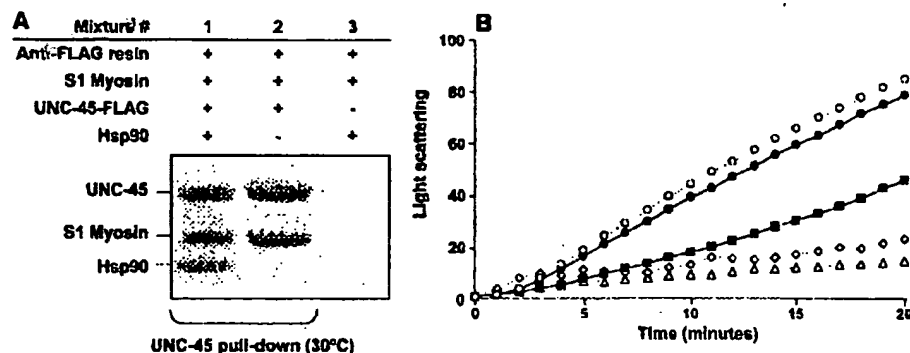 A
Mixture # 1 2 3
Anti-FLAG resin + + +
S1 Myosin + + +
UNC-45-FLAG + + -
Hsp90 + - +
UNC-45
S1 Myosin
Hsp90
UNC-45 pull-down (30°C)
B
Light scattering
100
80
60
40
20
0
0 5 10 15 20
Time (minutes)